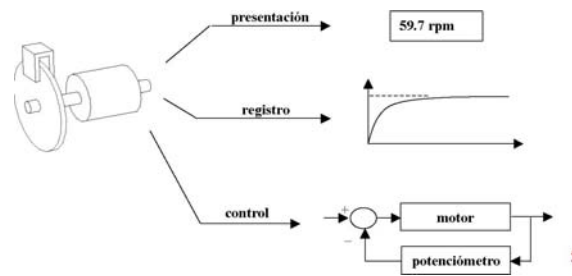 presentación
59.7 rpm
registro
control
+
motor
−
potenciómetro